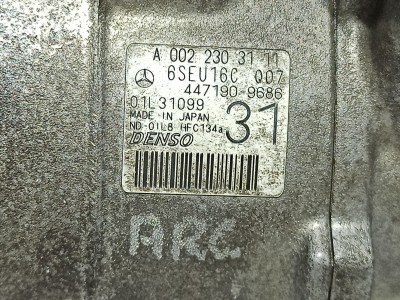 A 002 230 31 11
6SEU16C Q07
447190-9686
01L31099
MADE IN JAPAN
31
ND-OIL8 HFC134a
DENSO
ARC